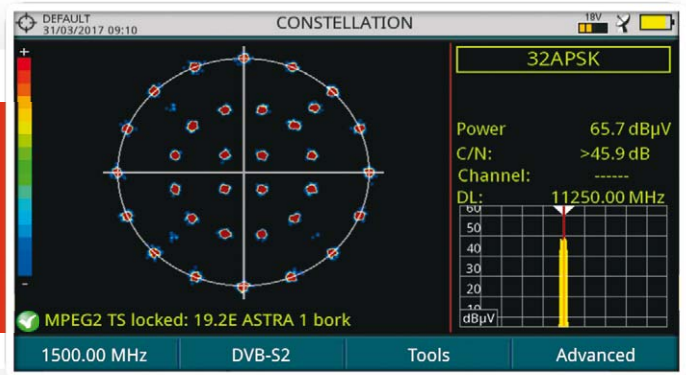 DEFAULT
31/03/2017 09:10
CONSTELLATION
18V
+
32APSK
Power 65.7 dBµV
C/N: >45.9 dB
Channel: ------
DL: 11250.00 MHz
60
50
40
30
20
10
dBµV
-
MPEG2 TS locked: 19.2E ASTRA 1 bork
1500.00 MHz DVB-S2 Tools Advanced